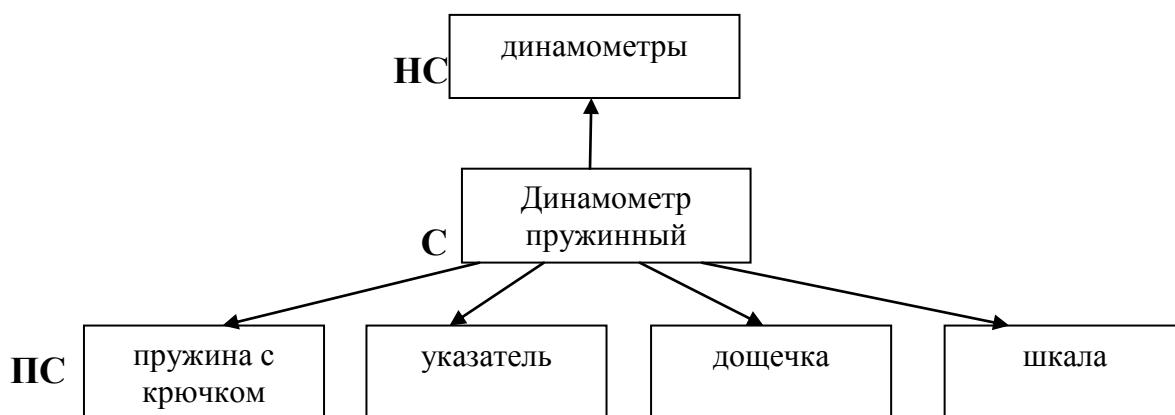 динамометры
НС
Динамометр
пружинный
С
ПС
пружина с
крючком
указатель
дощечка
шкала